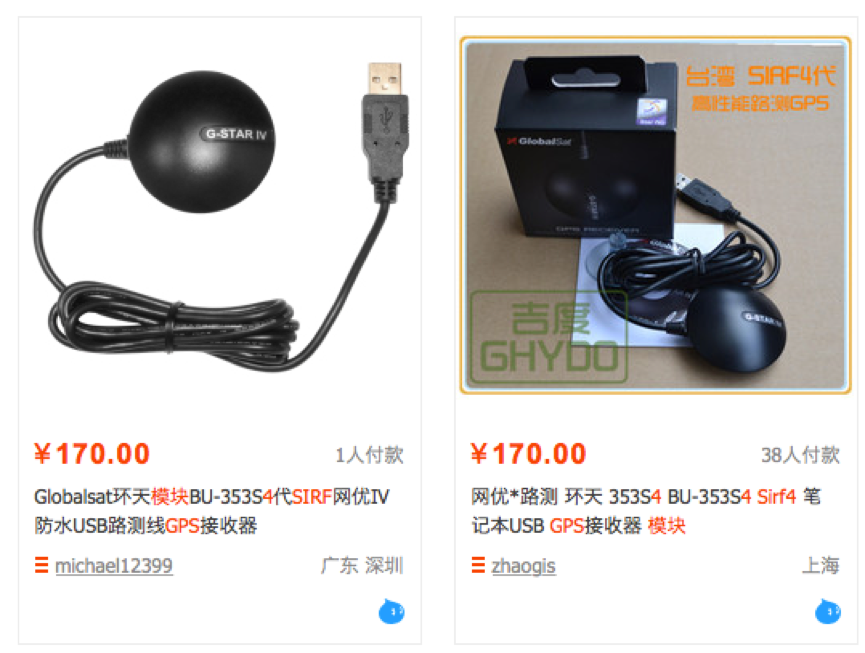 G-STAR IV
台湾 SIRF4代
高性能路测GPS
GlobalSat
G-STAR IV
GPS RECEIVER
吉度
GHYDO
G-STAR IV
¥170.00
1人付款
Globalsat环天模块BU-353S4代SIRF网优IV
防水USB路测线GPS接收器
michael12399
广东 深圳
¥170.00
38人付款
网优*路测 环天 353S4 BU-353S4 Sirf4 笔
记本USB GPS接收器 模块
zhaogis
上海